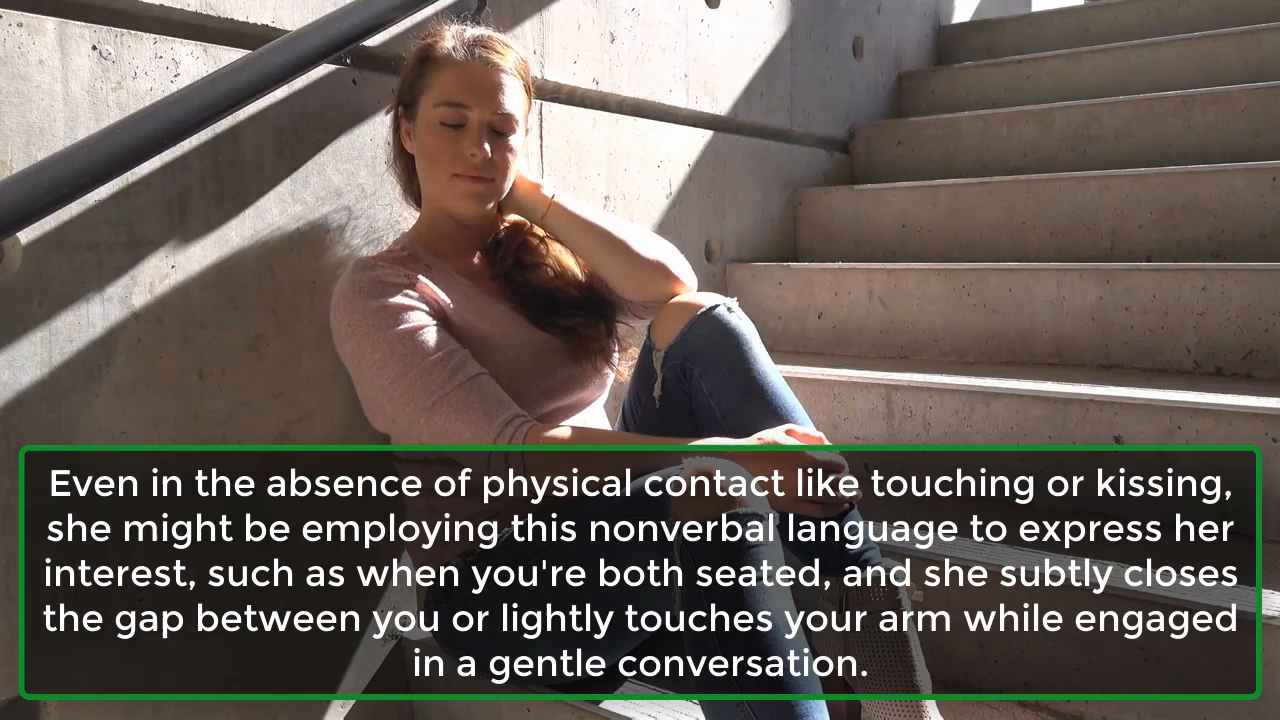 Even in the absence of physical contact like touching or kissing,
she might be employing this nonverbal language to express her
interest, such as when you're both seated, and she subtly closes
the gap between you or lightly touches your arm while engaged
in a gentle conversation.